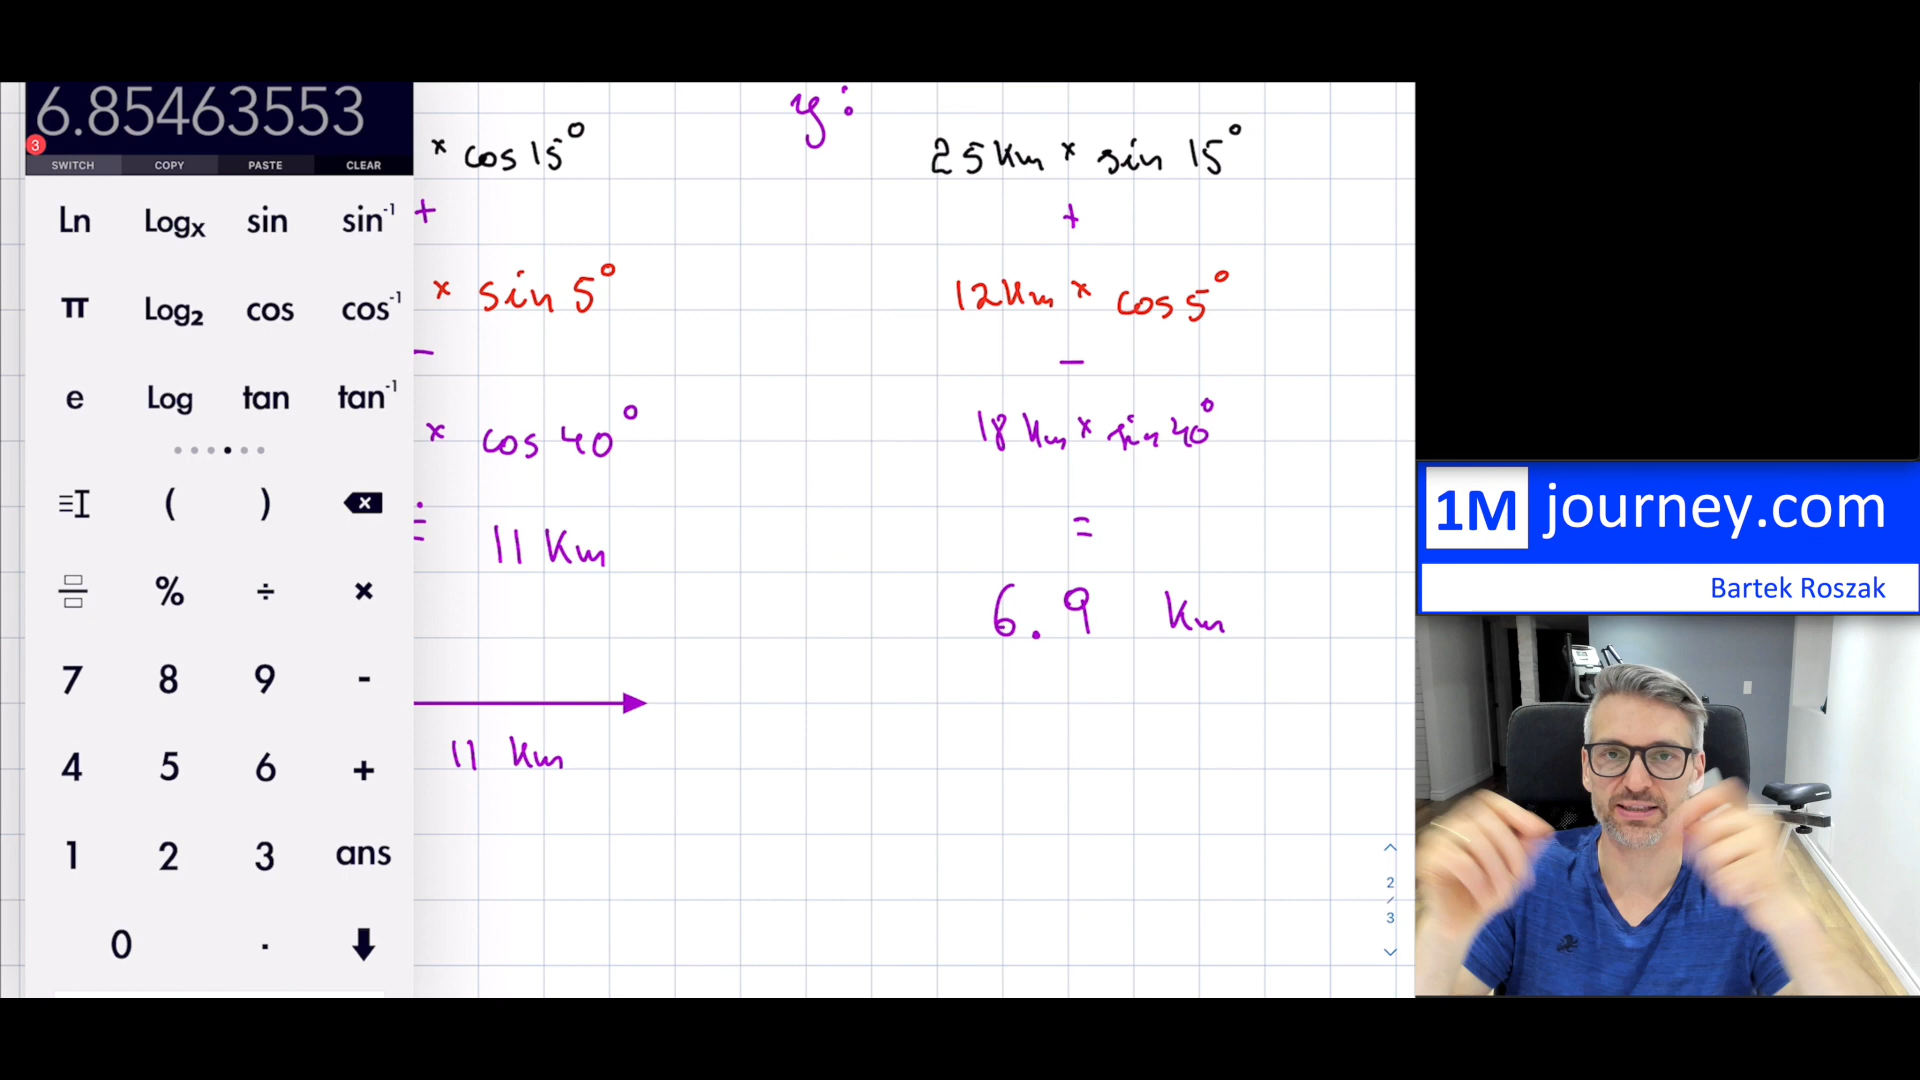 6.85463553
3
SWITCH COPY PASTE CLEAR
Ln Logx sin sin-1
π Log2 cos cos-1
e Log tan tan-1
( )
% ÷ ×
7 8 9 -
4 5 6 +
1 2 3 ans
0 .
× cos 15°
+
× sin 5°
-
× cos 40°
= 11 Km
11 Km
y:
25 Km × sin 15°
+
12 Km × cos 5°
-
18 Km × sin 40°
=
6.9 Km
2
/
3
1M journey.com
Bartek Roszak